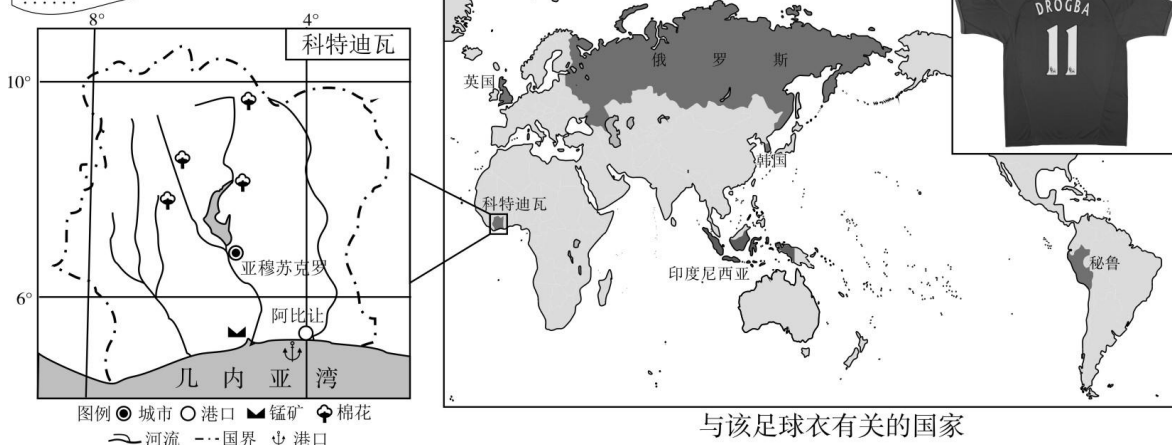 8°
4°
科特迪瓦
10°
6°
亚穆苏克罗
阿比让
几内亚湾
图例 城市 港口 锰矿 棉花
河流 国界 港口
英国
俄罗斯
韩国
科特迪瓦
印度尼西亚
秘鲁
DROGBA
11
与该足球衣有关的国家